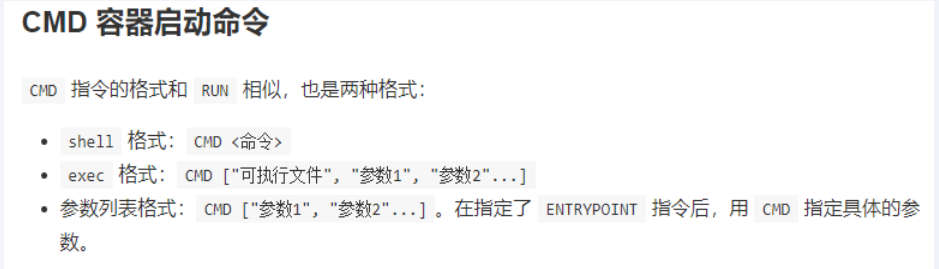 CMD 容器启动命令
CMD 指令的格式和 RUN 相似，也是两种格式：
• shell 格式：CMD <命令>
• exec 格式：CMD ["可执行文件", "参数1", "参数2"...]
• 参数列表格式：CMD ["参数1", "参数2"...]。在指定了 ENTRYPOINT 指令后，用 CMD 指定具体的参
数。